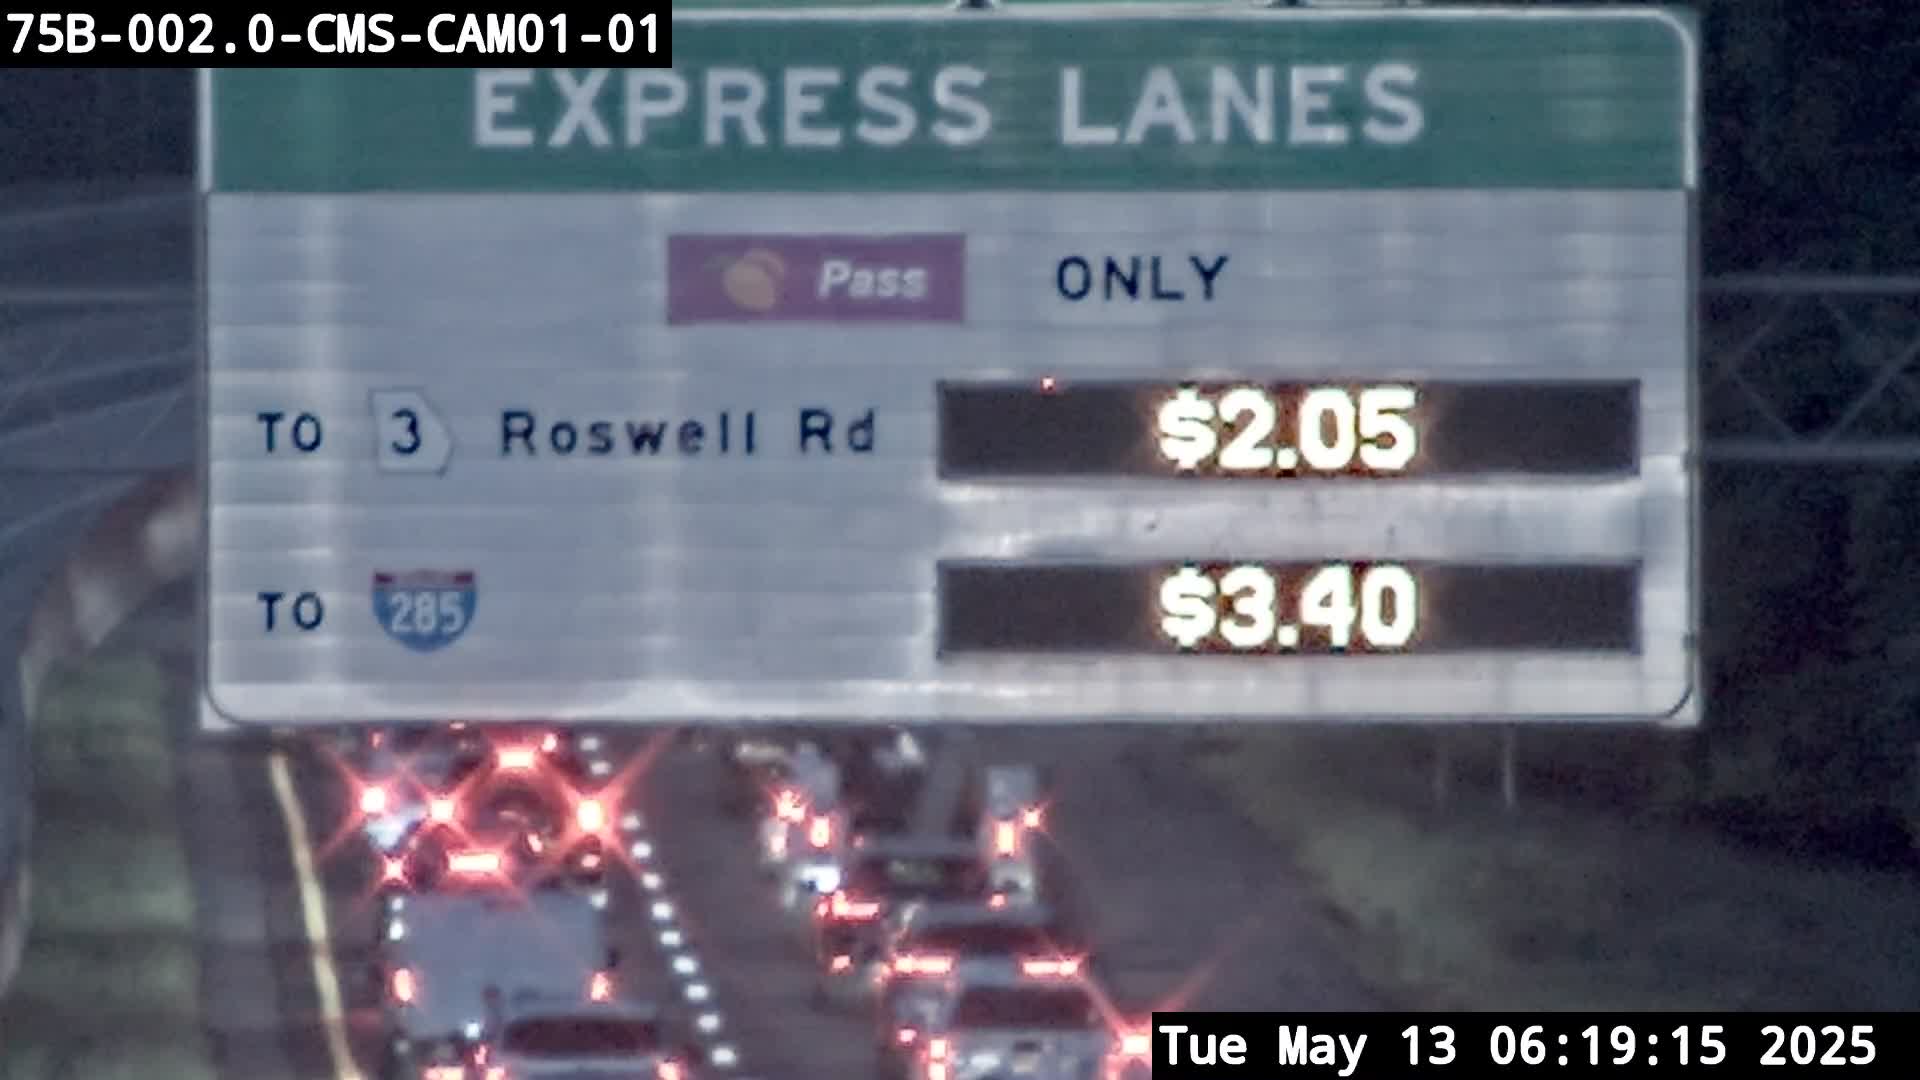 75B-002.0-CMS-CAM01-01
EXPRESS LANES
Pass ONLY
TO 3 Roswell Rd $2.05
TO 285 $3.40
Tue May 13 06:19:15 2025